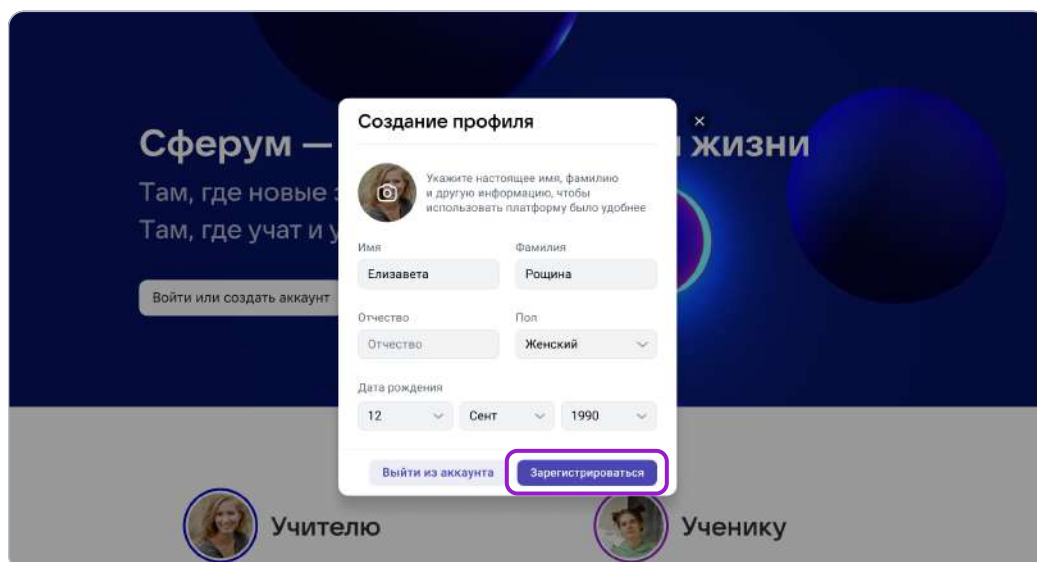 Создание профиля
×
Сферум —
жизни
Там, где новые
Там, где учат и у
Войти или создать аккаунт
Укажите настоящее имя, фамилию
и другую информацию, чтобы
использовать платформу было удобнее
Имя
Фамилия
Елизавета
Рощина
Отчество
Пол
Отчество
Женский
Дата рождения
12
Сент
1990
Выйти из аккаунта
Зарегистрироваться
Учителю
Ученику